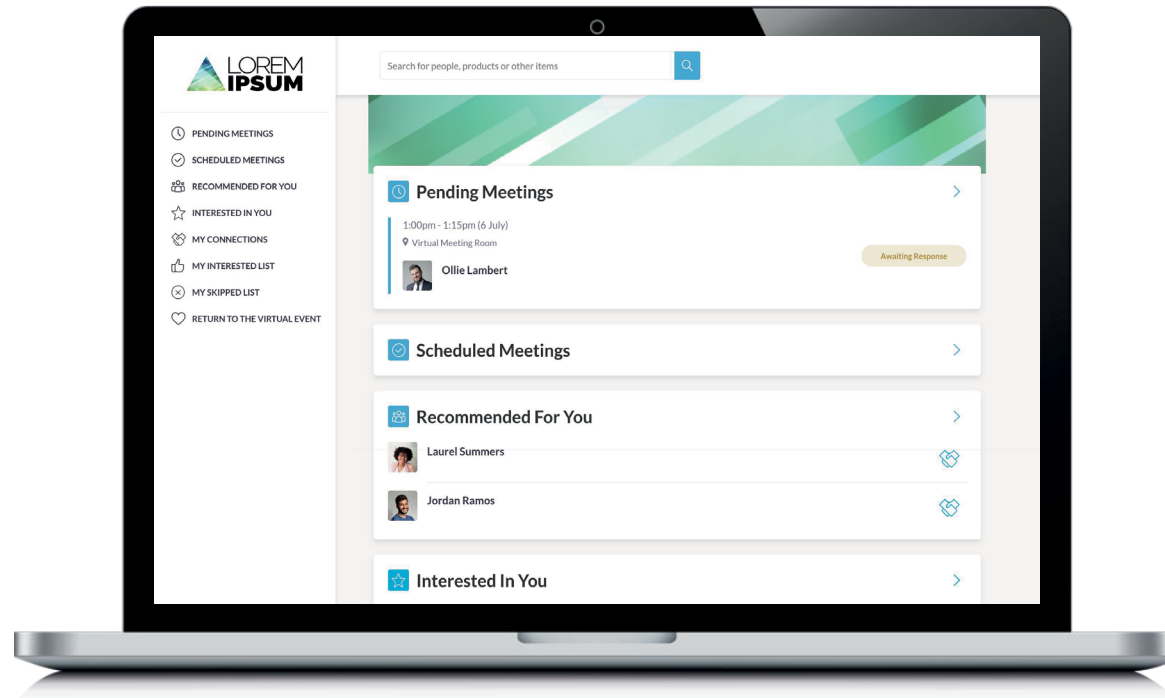 LOREM
IPSUM
Search for people, products or other items
PENDING MEETINGS
SCHEDULED MEETINGS
RECOMMENDED FOR YOU
INTERESTED IN YOU
MY CONNECTIONS
MY INTERESTED LIST
MY SKIPPED LIST
RETURN TO THE VIRTUAL EVENT
Pending Meetings
1:00pm - 1:15pm (6 July)
Virtual Meeting Room
Ollie Lambert
Awaiting Response
Scheduled Meetings
Recommended For You
Laurel Summers
Jordan Ramos
Interested In You